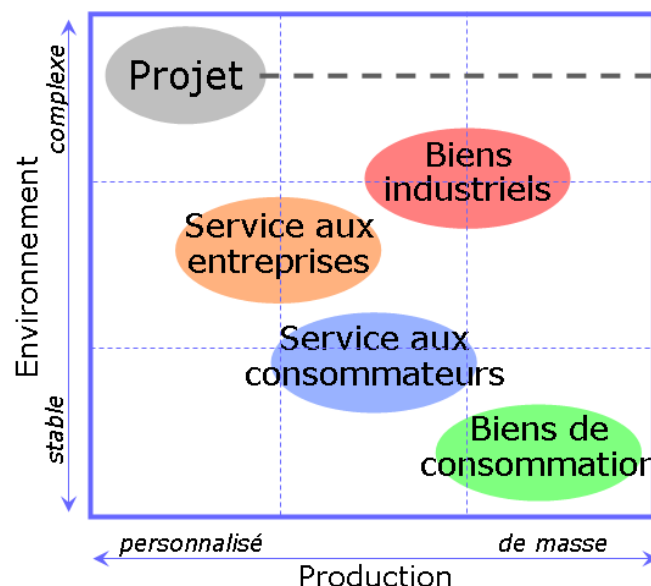 Projet
Biens
industriels
Service aux
entreprises
Service aux
consommateurs
Biens de
consommation
Environnement
complexe
stable
personnalisé
de masse
Production